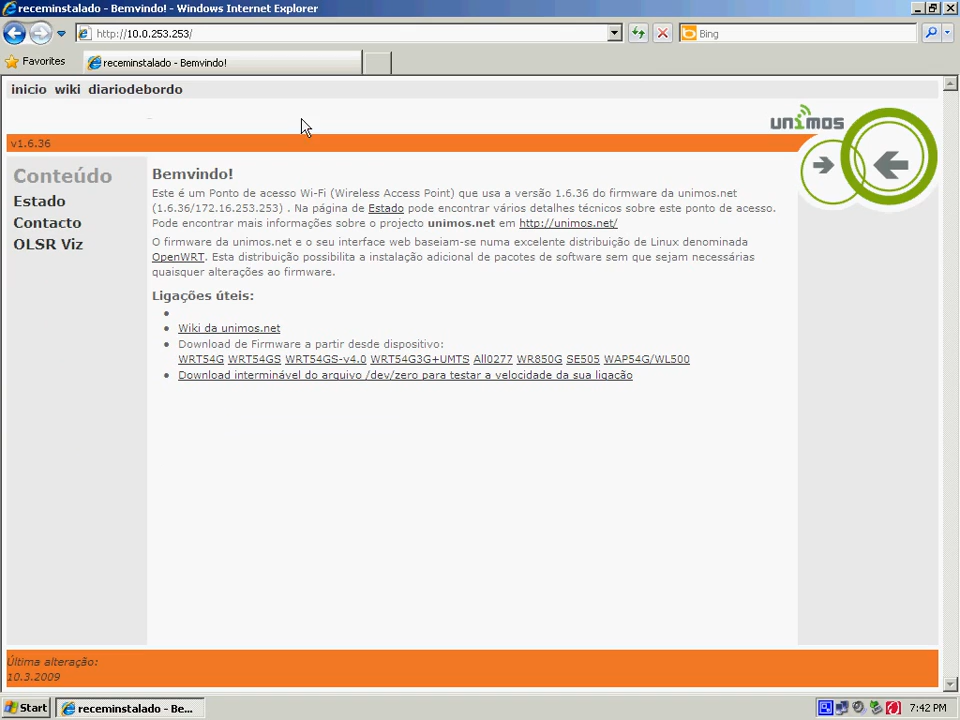 receminstalado - Bemvindo! - Windows Internet Explorer
http://10.0.253.253/
Bing
Favorites
receminstalado - Bemvindo!
inicio wiki diariodebordo
unimos
v1.6.36
Conteúdo
Estado
Contacto
OLSR Viz
Bemvindo!
Este é um Ponto de acesso Wi-Fi (Wireless Access Point) que usa a versão 1.6.36 do firmware da unimos.net
(1.6.36/172.16.253.253) . Na página de Estado pode encontrar vários detalhes técnicos sobre este ponto de acesso.
Pode encontrar mais informações sobre o projecto unimos.net em http://unimos.net/
O firmware da unimos.net e o seu interface web baseiam-se numa excelente distribuição de Linux denominada
OpenWRT. Esta distribuição possibilita a instalação adicional de pacotes de software sem que sejam necessárias
quaisquer alterações ao firmware.
Ligações úteis:
Wiki da unimos.net
Download de Firmware a partir desde dispositivo:
WRT54G WRT54GS WRT54GS-v4.0 WRT54G3G+UMTS All0277 WR850G SE505 WAP54G/WL500
Download interminável do arquivo /dev/zero para testar a velocidade da sua ligação
Última alteração:
10.3.2009
Start
receminstalado - Be...
7:42 PM